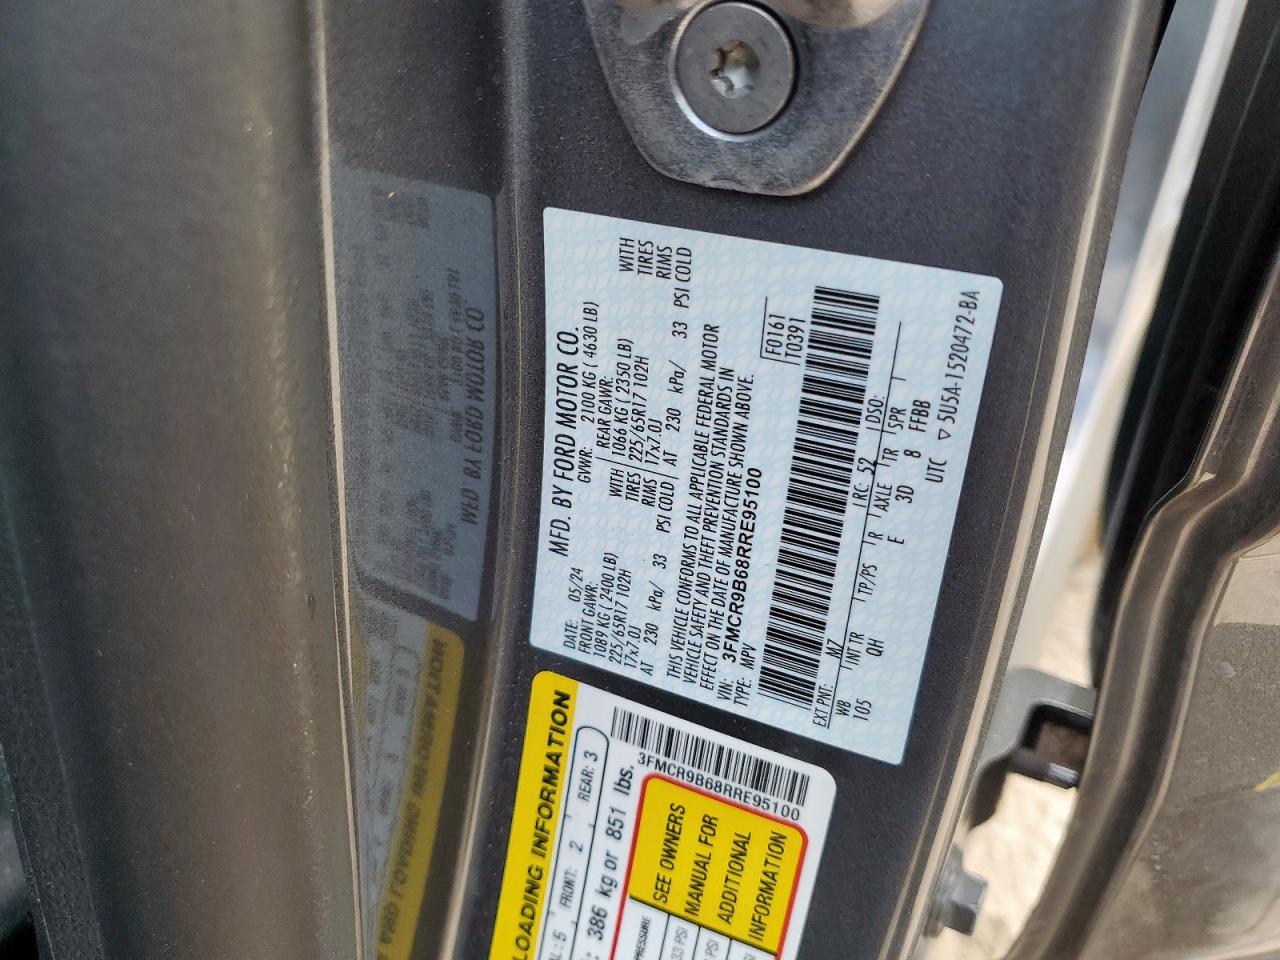 MFD. BY FORD MOTOR CO.
DATE: 05/24 GVWR: 2100 KG ( 4630 LB)
FRONT GAWR: REAR GAWR:
1089 KG ( 2400 LB) WITH 1066 KG ( 2350 LB) WITH
225/65R17 102H TIRES 225/65R17 102H TIRES
17x7.0J RIMS 17x7.0J RIMS
AT 230 kPa/ 33 PSI COLD AT 230 kPa/ 33 PSI COLD
THIS VEHICLE CONFORMS TO ALL APPLICABLE FEDERAL MOTOR
VEHICLE SAFETY AND THEFT PREVENTION STANDARDS IN
EFFECT ON THE DATE OF MANUFACTURE SHOWN ABOVE.
VIN: 3FMCR9B68RRE95100 F0161
TYPE: MPV T0391
EXT PNT: M7 RC: 52 DSO:
WB INT TR TP/PS R AXLE TR SPR
105 QH E 3D 8 FFBB
UTC ▽ 5U5A-1520472-BA
LOADING INFORMATION
: 5 FRONT: 2 REAR: 3
386 kg or 851 lbs.
3FMCR9B68RRE95100
SEE OWNERS
MANUAL FOR
ADDITIONAL
INFORMATION
PRESSURE
33 PSI
PSI